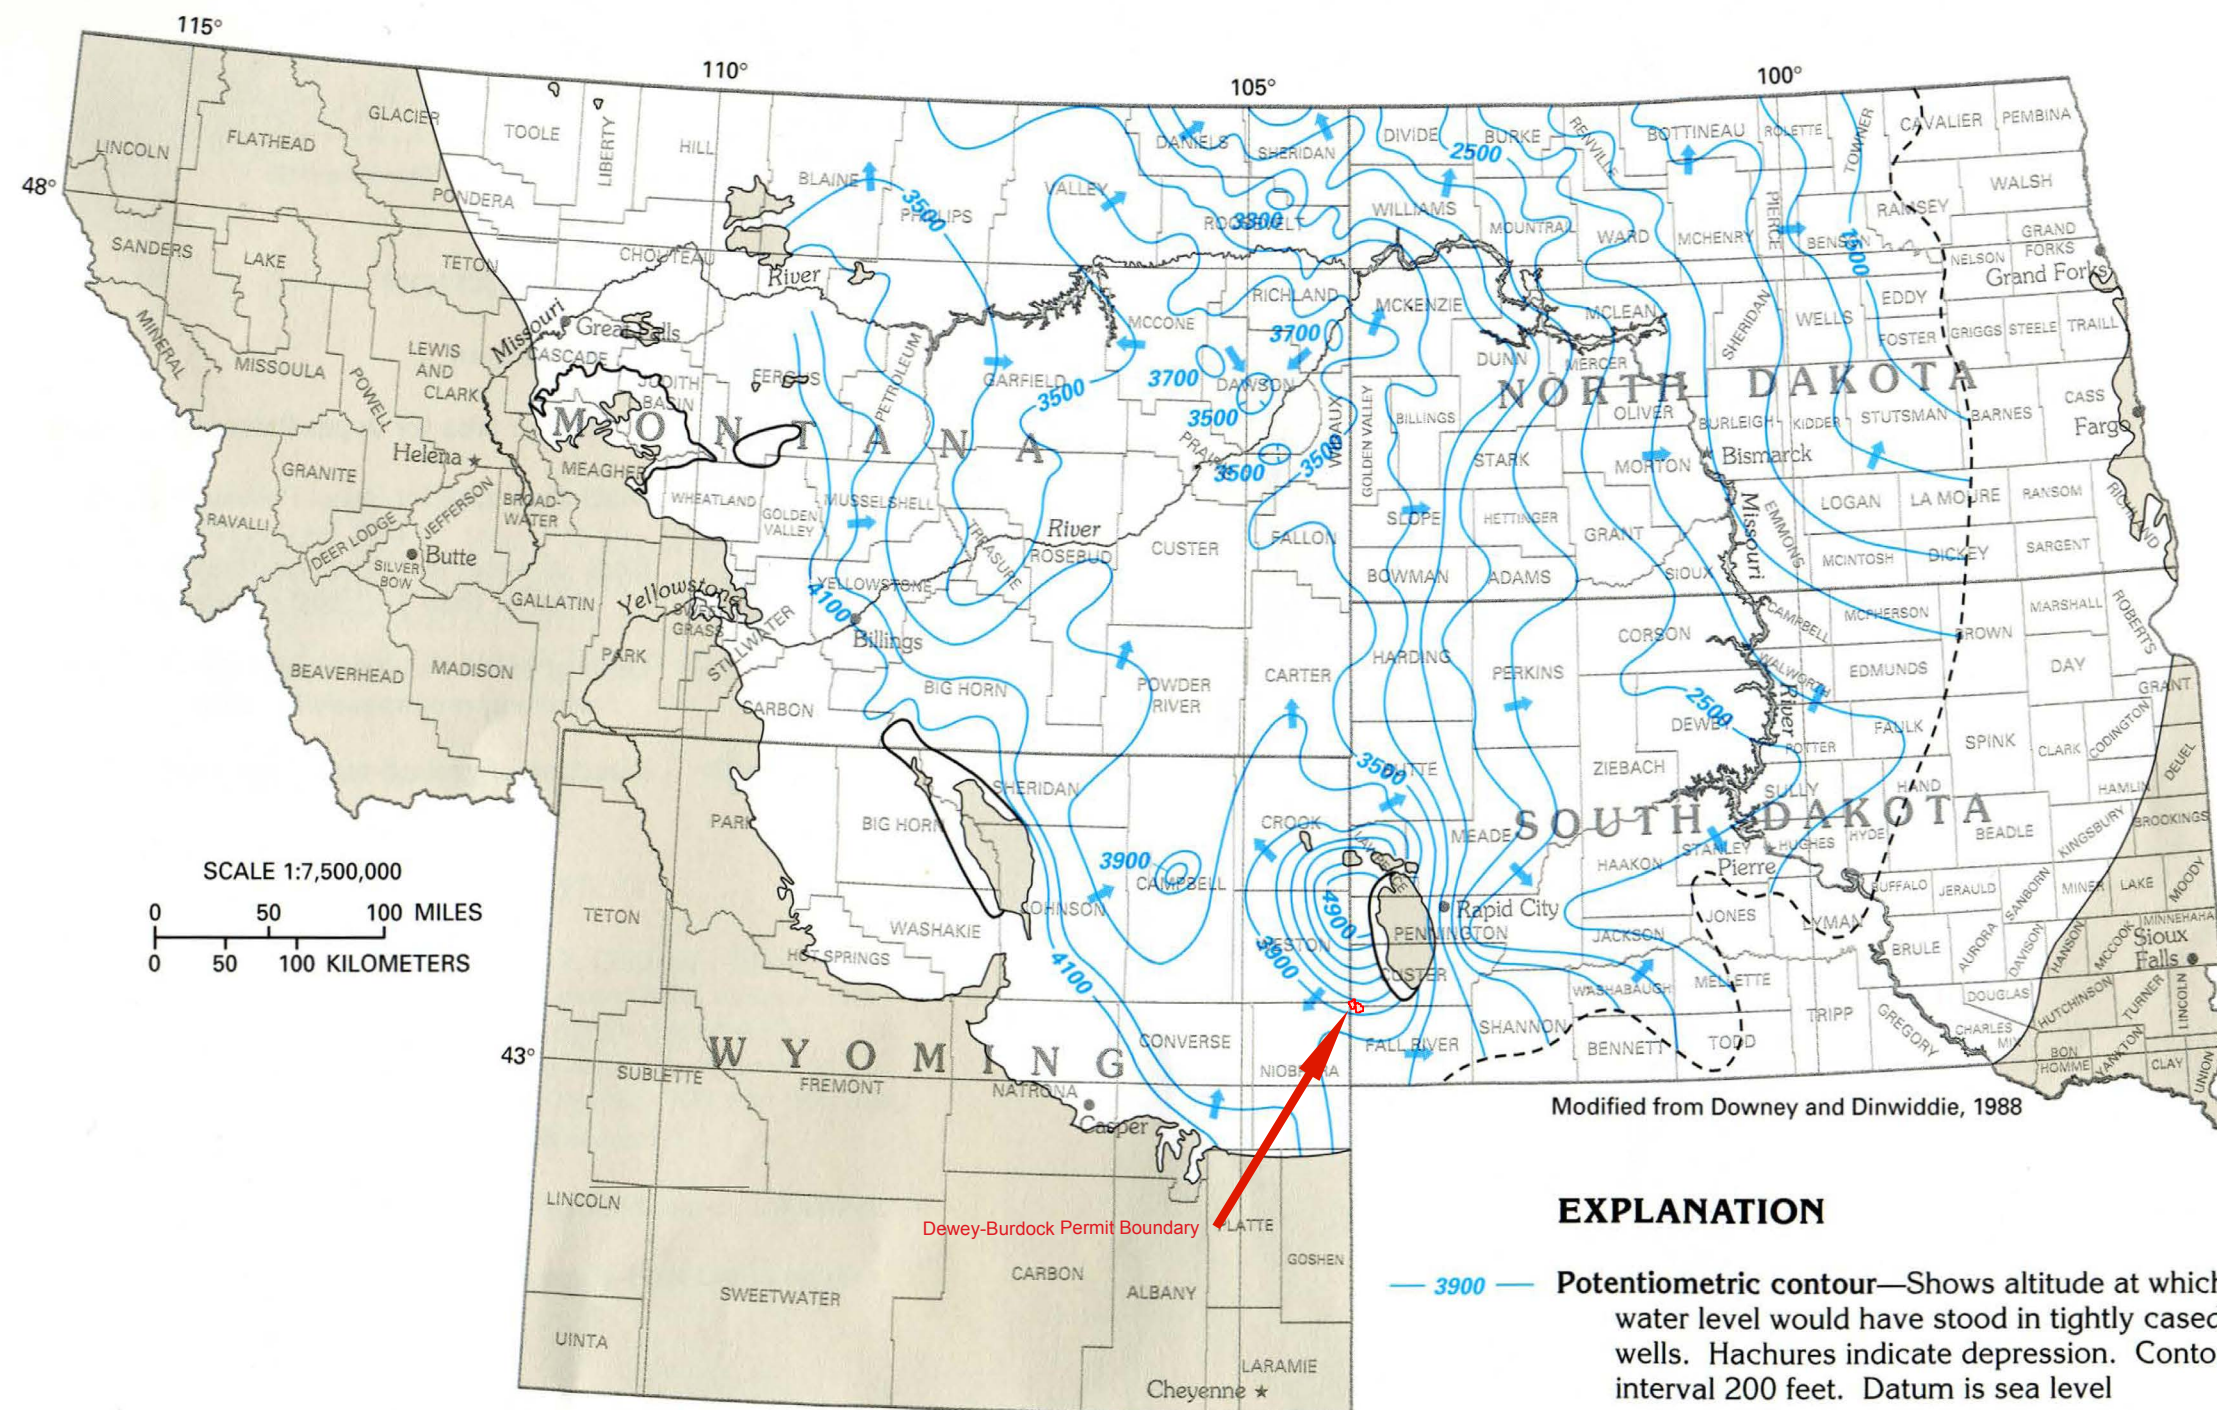 115°
110°
105°
100°
48°
43°
LINCOLN
FLATHEAD
GLACIER
TOOLE
LIBERTY
HILL
BLAINE
PHILLIPS
VALLEY
DANIELS
SHERIDAN
DIVIDE
BURKE
RENVILLE
BOTTINEAU
ROLETTE
TOWNER
CAVALIER
PEMBINA
2500
PONDERA
3500
ROOSEVELT
3300
WILLIAMS
MOUNTRAIL
WARD
MCHENRY
PIERCE
BENSON
RAMSEY
WALSH
GRAND
FORKS
NELSON
Grand Forks
1500
SANDERS
LAKE
TETON
CHOUTEAU
River
Missouri
Great Falls
CASCADE
MINERAL
MISSOULA
POWELL
LEWIS
AND
CLARK
JUDITH
BASIN
FERGUS
PETROLEUM
GARFIELD
MCCONE
RICHLAND
DAWSON
3700
3700
3500
3500
3500
3500
PRAIRIE
WIBAUX
MCKENZIE
DUNN
MERCER
MCLEAN
SHERIDAN
WELLS
EDDY
FOSTER
GRIGGS
STEELE
TRAILL
GOLDEN VALLEY
BILLINGS
OLIVER
BURLEIGH
KIDDER
STUTSMAN
BARNES
CASS
Fargo
NORTH DAKOTA
MONTANA
Helena
GRANITE
MEAGHER
BROAD-
WATER
JEFFERSON
RAVALLI
DEER LODGE
SILVER
BOW
Butte
WHEATLAND
GOLDEN
VALLEY
MUSSELSHELL
TREASURE
River
ROSEBUD
CUSTER
FALLON
STARK
MORTON
Bismarck
SLOPE
HETTINGER
GRANT
Missouri
EMMONS
LOGAN
LA MOURE
RANSOM
RICHLAND
MCINTOSH
DICKEY
SARGENT
BOWMAN
ADAMS
SIOUX
GALLATIN
Yellowstone
SWEET
GRASS
STILLWATER
YELLOWSTONE
4100
Billings
BEAVERHEAD
MADISON
PARK
CARBON
BIG HORN
POWDER
RIVER
CARTER
HARDING
PERKINS
CORSON
CAMPBELL
MCPHERSON
BROWN
MARSHALL
ROBERTS
WALWORTH
EDMUNDS
DAY
GRANT
River
2500
DEWEY
POTTER
FAULK
SPINK
CLARK
CODINGTON
DEUEL
3500
BUTTE
ZIEBACH
SULLY
HAND
HAMLIN
SOUTH DAKOTA
PARK
BIG HORN
SHERIDAN
CROOK
LAWRENCE
MEADE
HAAKON
STANLEY
HUGHES
HYDE
Pierre
BEADLE
KINGSBURY
BROOKINGS
SCALE 1:7,500,000
0 50 100 MILES
0 50 100 KILOMETERS
3900
CAMPBELL
TETON
JOHNSON
WASHAKIE
HOT SPRINGS
WESTON
4900
3900
4100
Rapid City
PENNINGTON
CUSTER
JACKSON
JONES
LYMAN
BUFFALO
JERAULD
SANBORN
MINER
LAKE
MOODY
BRULE
AURORA
DAVISON
HANSON
MCCOOK
MINNEHAHA
Sioux
Falls
WASHABAUGH
MELLETTE
DOUGLAS
HUTCHINSON
TURNER
LINCOLN
CONVERSE
NIOBRARA
FALL RIVER
SHANNON
BENNETT
TODD
TRIPP
GREGORY
CHARLES
MIX
BON
HOMME
YANKTON
CLAY
UNION
WYOMING
SUBLETTE
FREMONT
NATRONA
Casper
Modified from Downey and Dinwiddie, 1988
LINCOLN
Dewey-Burdock Permit Boundary
PLATTE
GOSHEN
CARBON
ALBANY
SWEETWATER
UINTA
LARAMIE
Cheyenne
EXPLANATION
3900 Potentiometric contour—Shows altitude at which
water level would have stood in tightly cased
wells. Hachures indicate depression. Conto
interval 200 feet. Datum is sea level